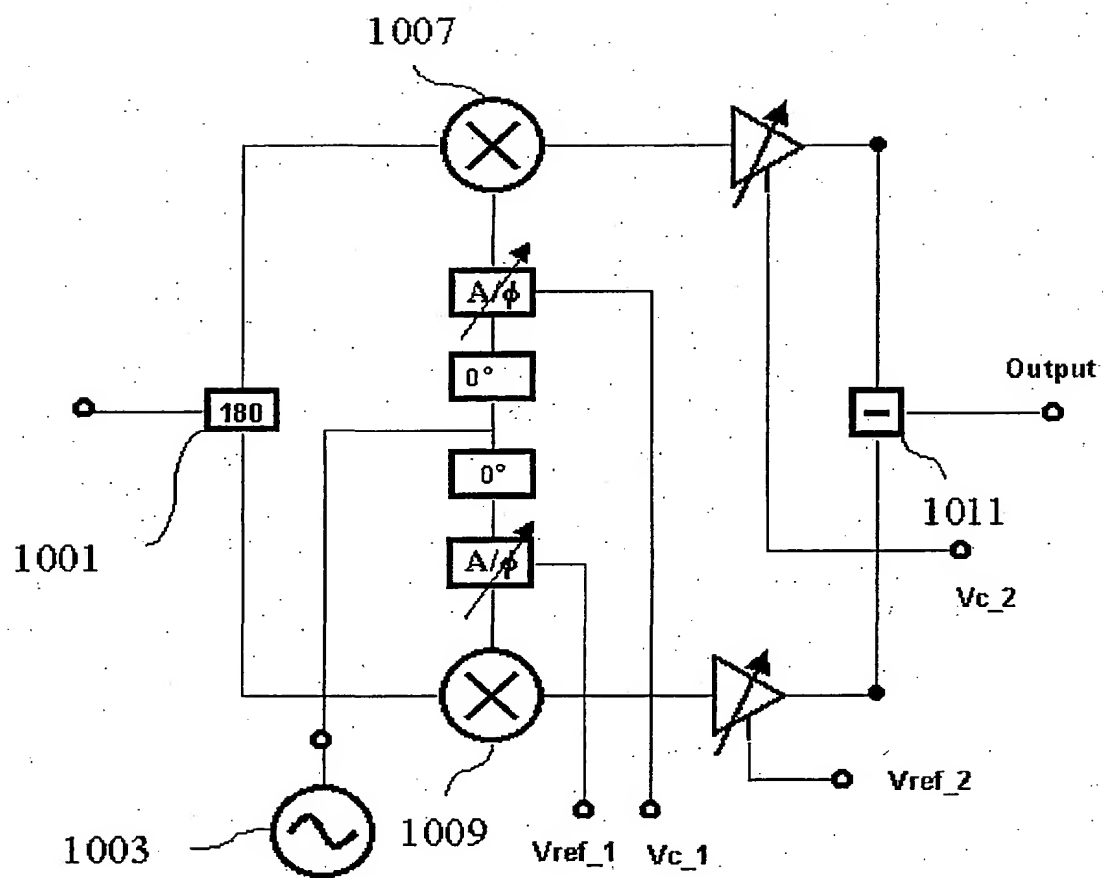 1007
A/ϕ
0°
Output
180
0°
1011
1001
A/ϕ
Vc_2
Vref_2
1003
1009
Vref_1
Vc_1